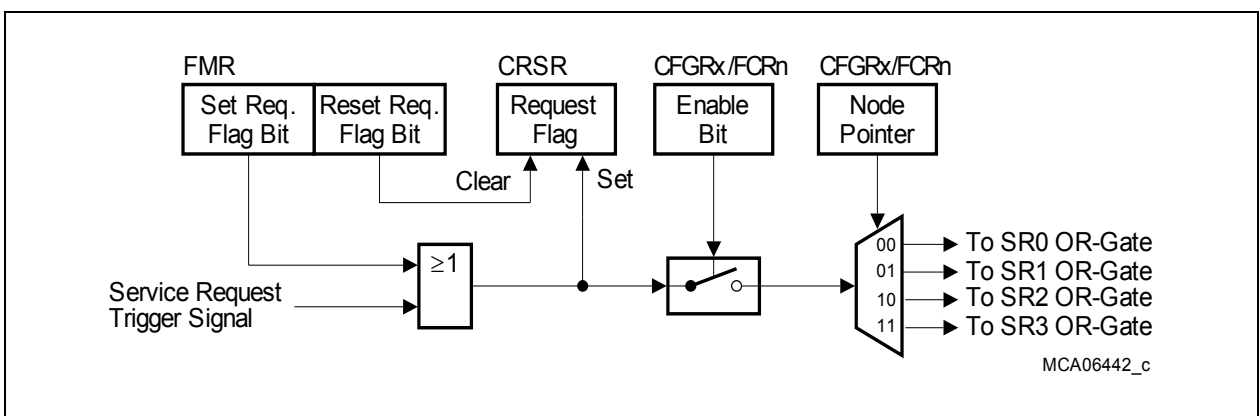 FMR
CRSR
CFGRx/FCRn
CFGRx/FCRn
Set Req.
Flag Bit
Reset Req.
Flag Bit
Request
Flag
Enable
Bit
Node
Pointer
Clear
Set
≥1
Service Request
Trigger Signal
00
To SR0 OR-Gate
01
To SR1 OR-Gate
10
To SR2 OR-Gate
11
To SR3 OR-Gate
MCA06442_c